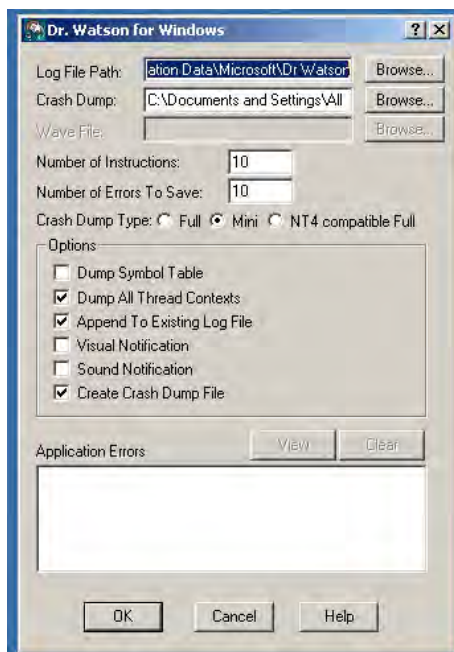 Dr. Watson for Windows
Log File Path: ation Data\Microsoft\Dr Watson Browse...
Crash Dump: C:\Documents and Settings\All Browse...
Wave File: Browse...
Number of Instructions: 10
Number of Errors To Save: 10
Crash Dump Type: Full Mini NT4 compatible Full
Options
Dump Symbol Table
Dump All Thread Contexts
Append To Existing Log File
Visual Notification
Sound Notification
Create Crash Dump File
Application Errors View Clear
OK Cancel Help